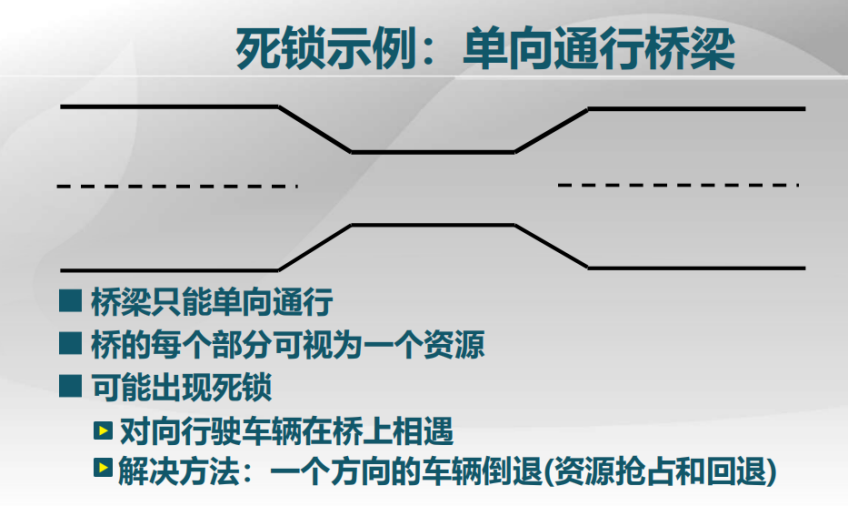 死锁示例：单向通行桥梁
桥梁只能单向通行
桥的每个部分可视为一个资源
可能出现死锁
对向行驶车辆在桥上相遇
解决方法：一个方向的车辆倒退(资源抢占和回退)